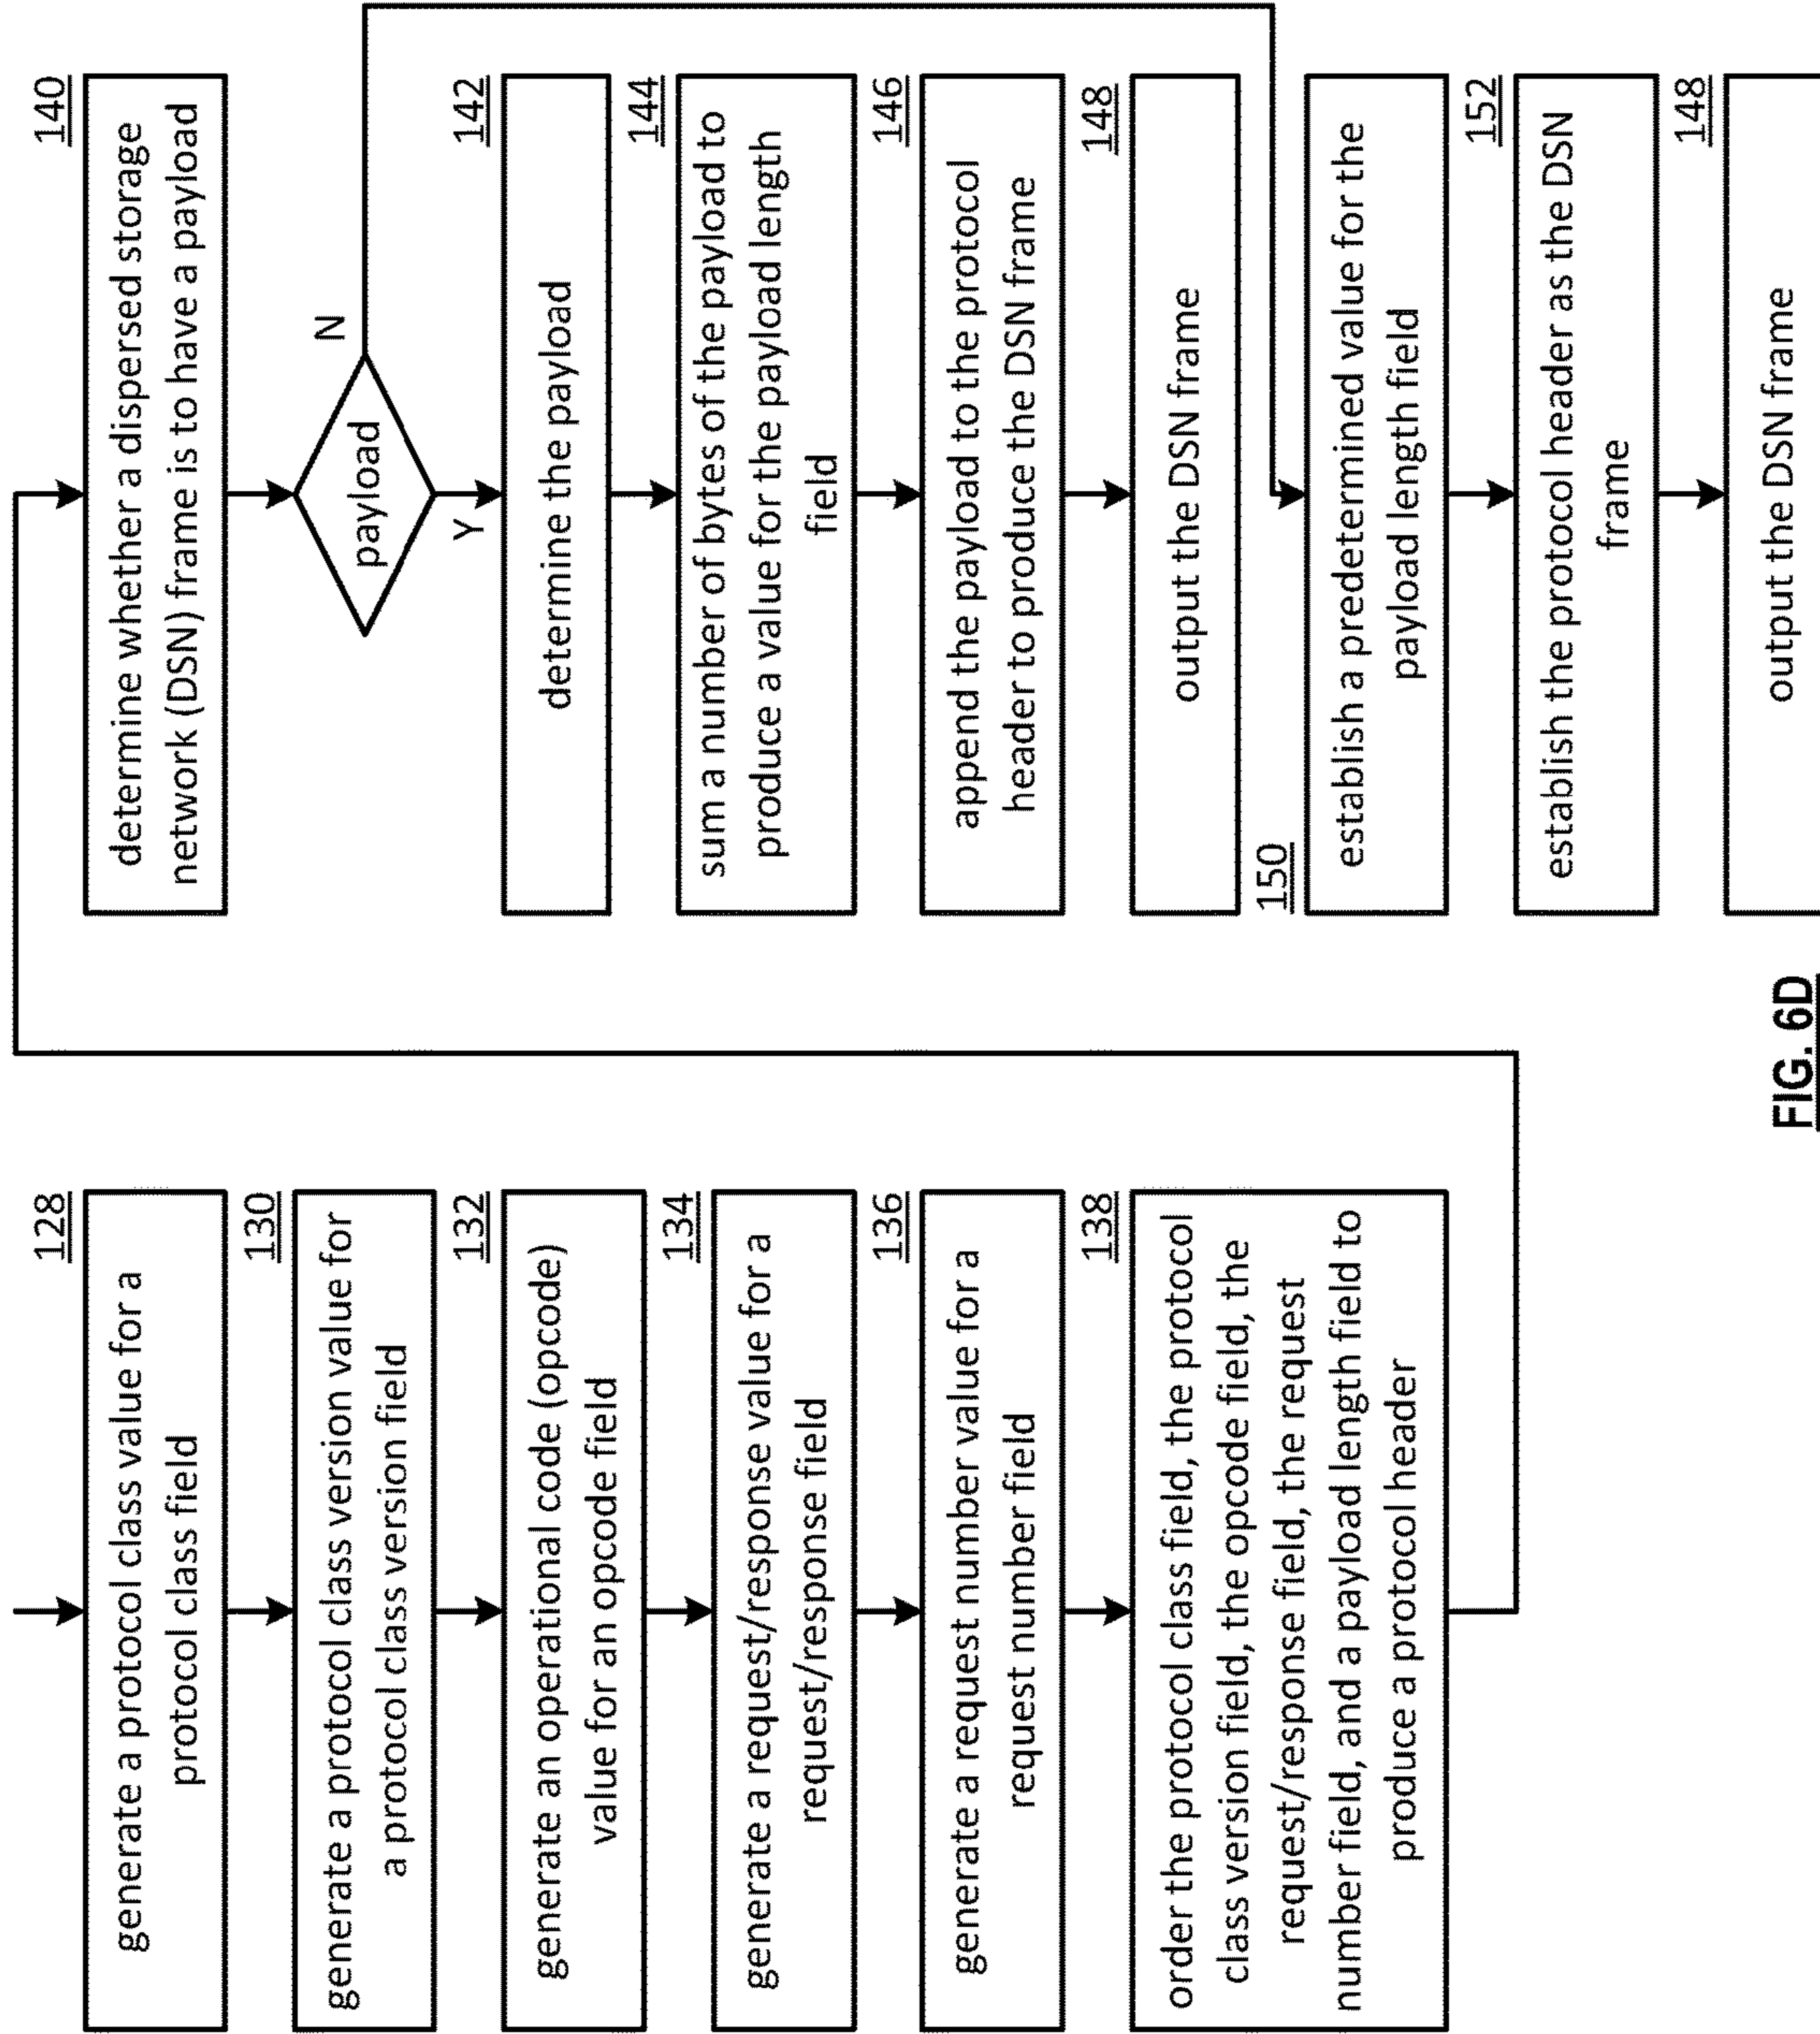 128
generate a protocol class value for a
protocol class field
130
generate a protocol class version value for
a protocol class version field
132
generate an operational code (opcode)
value for an opcode field
134
generate a request/response value for a
request/response field
136
generate a request number value for a
request number field
138
order the protocol class field, the protocol
class version field, the opcode field, the
request/response field, the request
number field, and a payload length field to
produce a protocol header
140
determine whether a dispersed storage
network (DSN) frame is to have a payload
payload
N
Y
142
determine the payload
144
sum a number of bytes of the payload to
produce a value for the payload length
field
146
append the payload to the protocol
header to produce the DSN frame
148
output the DSN frame
150
establish a predetermined value for the
payload length field
152
establish the protocol header as the DSN
frame
148
output the DSN frame
FIG. 6D